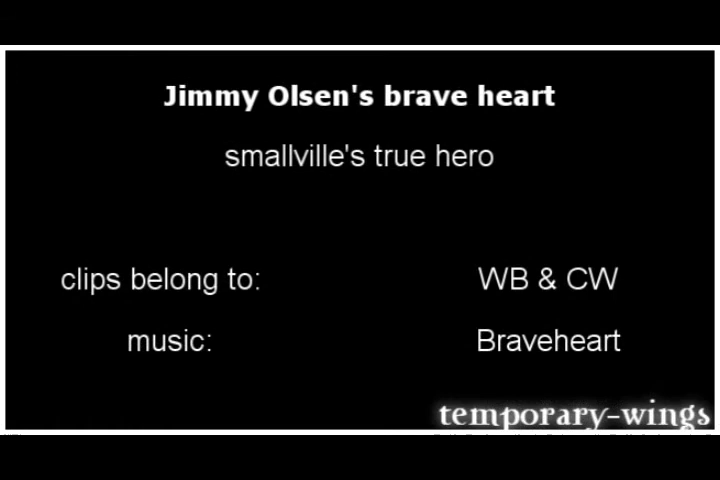 Jimmy Olsen's brave heart
smallville's true hero
clips belong to: WB & CW
music: Braveheart
temporary-wings